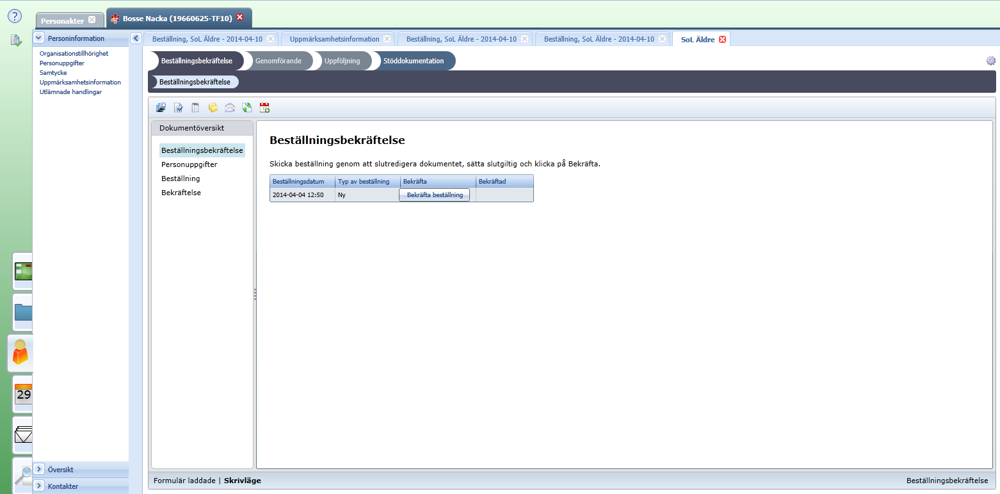 ?
Personakter
Bosse Nacka (19660625-TF10)
Personinformation
Organisationstillhörighet
Personuppgifter
Samtycke
Uppmärksamhetsinformation
Utlämnade handlingar
Beställning, SoL Äldre - 2014-04-10
Uppmärksamhetsinformation
Beställning, SoL Äldre - 2014-04-10
Beställning, SoL Äldre - 2014-04-10
SoL Äldre
Beställningsbekräftelse
Genomförande
Uppföljning
Stöddokumentation
Beställningsbekräftelse
Dokumentöversikt
Beställningsbekräftelse
Personuppgifter
Beställning
Bekräftelse
Beställningsbekräftelse
Skicka beställning genom att slutredigera dokumentet, sätta slutgiltig och klicka på Bekräfta.
Beställningsdatum Typ av beställning Bekräfta Bekräftad
2014-04-04 12:50 Ny Bekräfta beställning
29
Översikt
Kontakter
Formulär laddade | Skrivläge
Beställningsbekräftelse